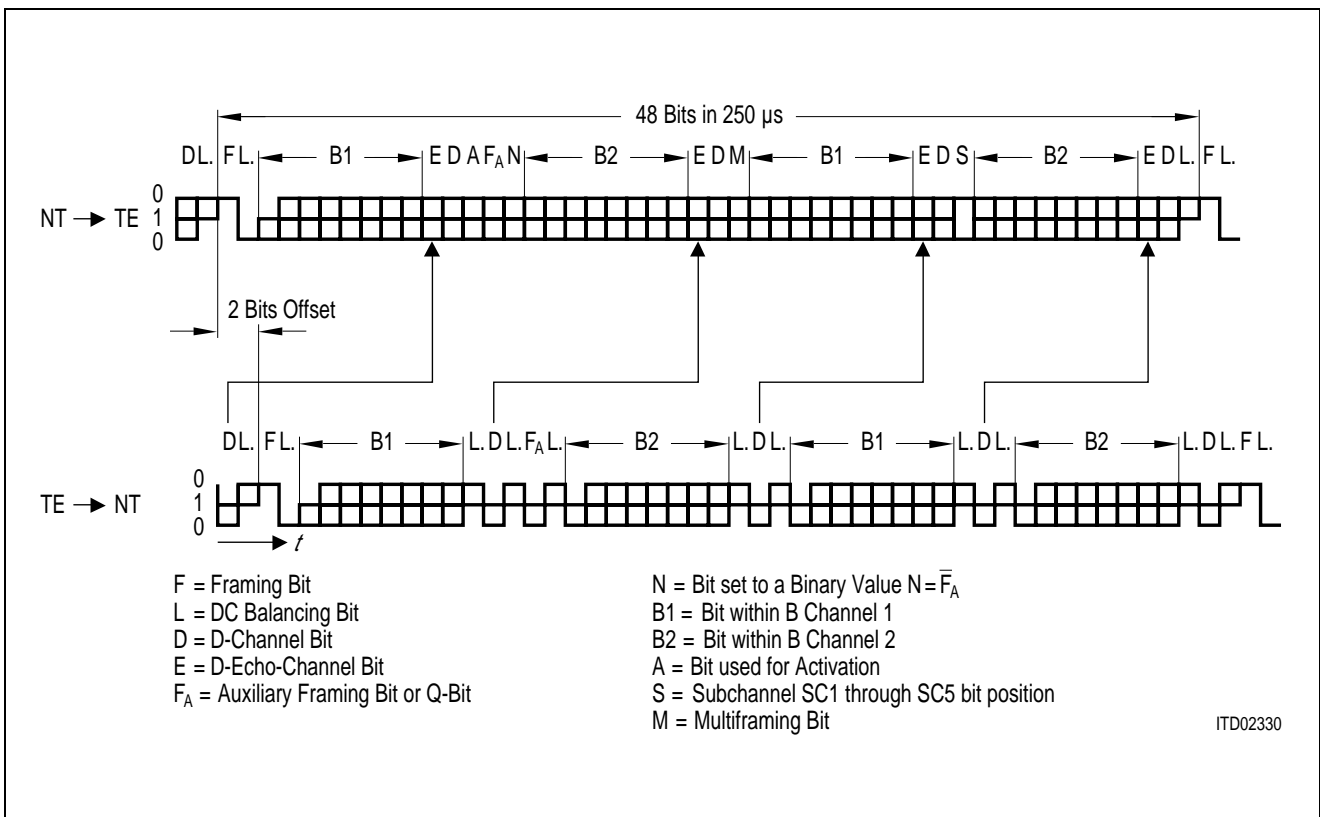 48 Bits in 250 µs
D L. F L. B1 E D A F_A N B2 E D M B1 E D S B2 E D L. F L.
0
NT → TE 1
0
2 Bits Offset
D L. F L. B1 L. D L. F_A L. B2 L. D L. B1 L. D L. B2 L. D L. F L.
0
TE → NT 1
0
t
F = Framing Bit
L = DC Balancing Bit
D = D-Channel Bit
E = D-Echo-Channel Bit
F_A = Auxiliary Framing Bit or Q-Bit
N = Bit set to a Binary Value N = F̅_A
B1 = Bit within B Channel 1
B2 = Bit within B Channel 2
A = Bit used for Activation
S = Subchannel SC1 through SC5 bit position
M = Multiframing Bit
ITD02330